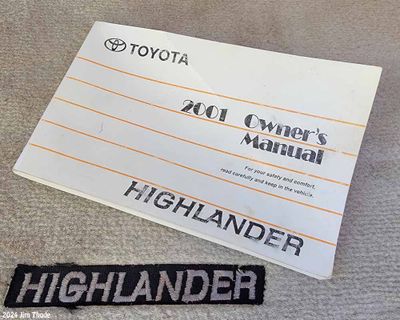 TOYOTA
2001 Owner's
Manual
For your safety and comfort,
read carefully and keep in the vehicle.
HIGHLANDER
HIGHLANDER
2024 Jim Thode